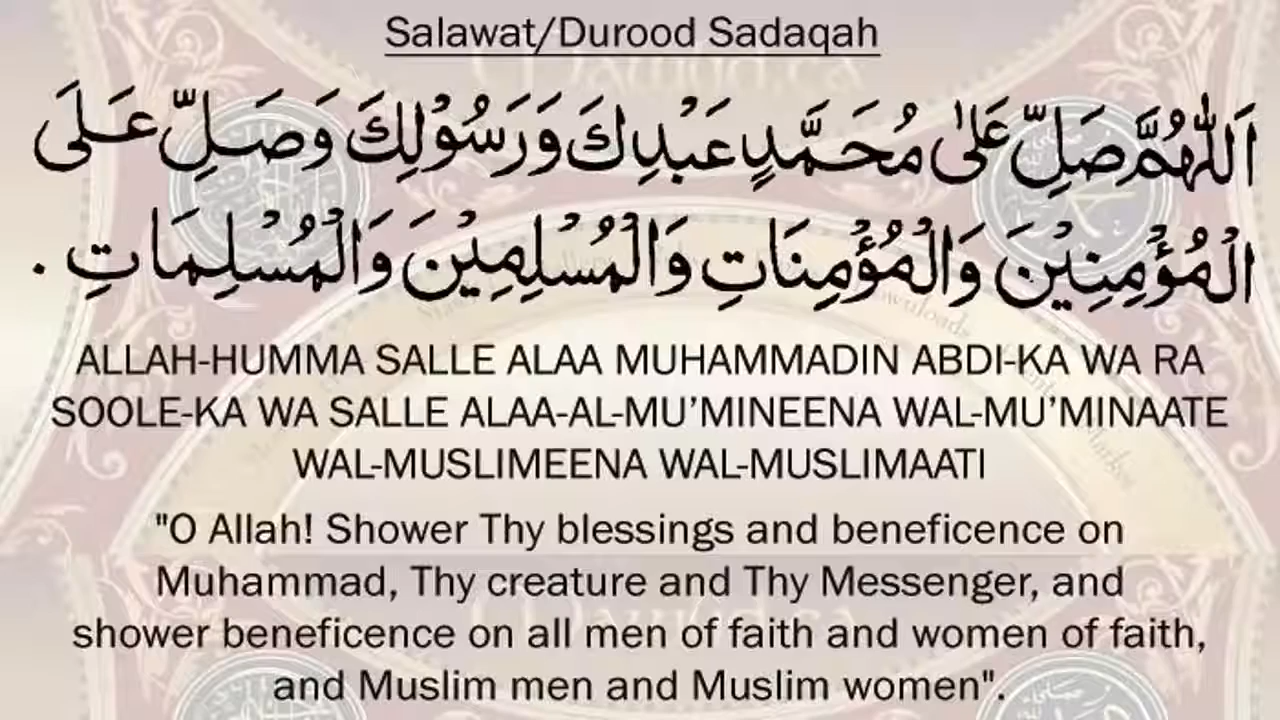 Salawat/Durood Sadaqah
اَللّٰهُمَّ صَلِّ عَلٰى مُحَمَّدٍ عَبْدِكَ وَرَسُوْلِكَ وَصَلِّ عَلَى
الْمُؤْمِنِيْنَ وَالْمُؤْمِنَاتِ وَالْمُسْلِمِيْنَ وَالْمُسْلِمَاتِ .
ALLAH-HUMMA SALLE ALAA MUHAMMADIN ABDI-KA WA RA
SOOLE-KA WA SALLE ALAA-AL-MU’MINEENA WAL-MU’MINAATE
WAL-MUSLIMEENA WAL-MUSLIMAATI
"O Allah! Shower Thy blessings and beneficence on
Muhammad, Thy creature and Thy Messenger, and
shower beneficence on all men of faith and women of faith,
and Muslim men and Muslim women".